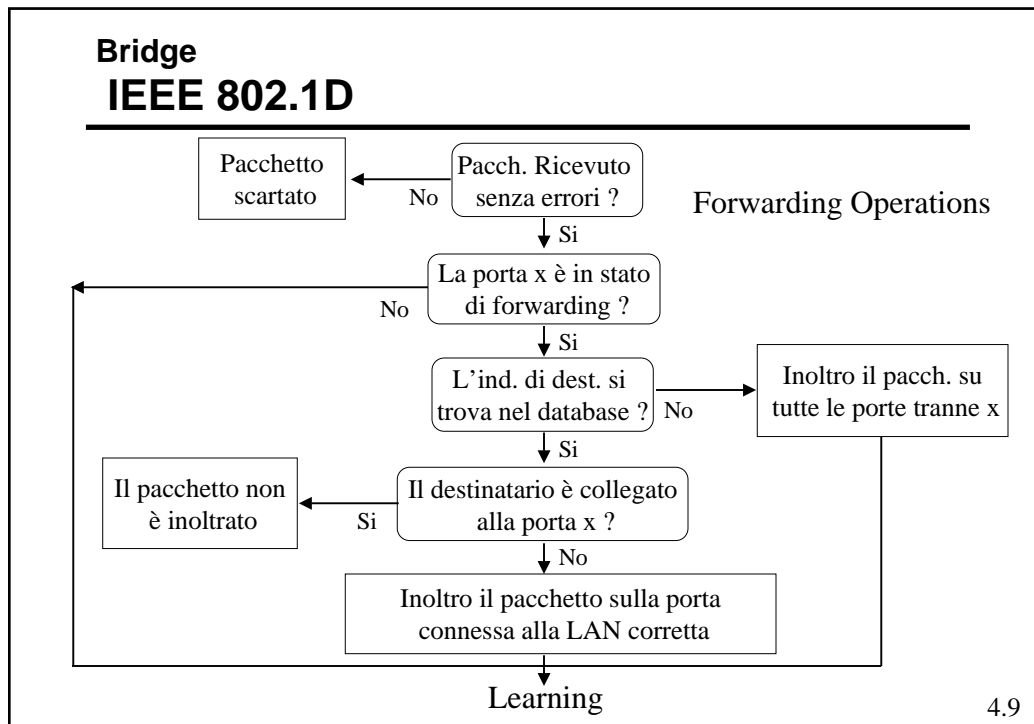 Bridge
IEEE 802.1D
Pacchetto
scartato
No
Pacch. Ricevuto
senza errori ?
Forwarding Operations
Si
La porta x è in stato
di forwarding ?
No
Si
L’ind. di dest. si
trova nel database ?
No
Inoltro il pacch. su
tutte le porte tranne x
Si
Il pacchetto non
è inoltrato
Si
Il destinatario è collegato
alla porta x ?
No
Inoltro il pacchetto sulla porta
connessa alla LAN corretta
Learning
4.9